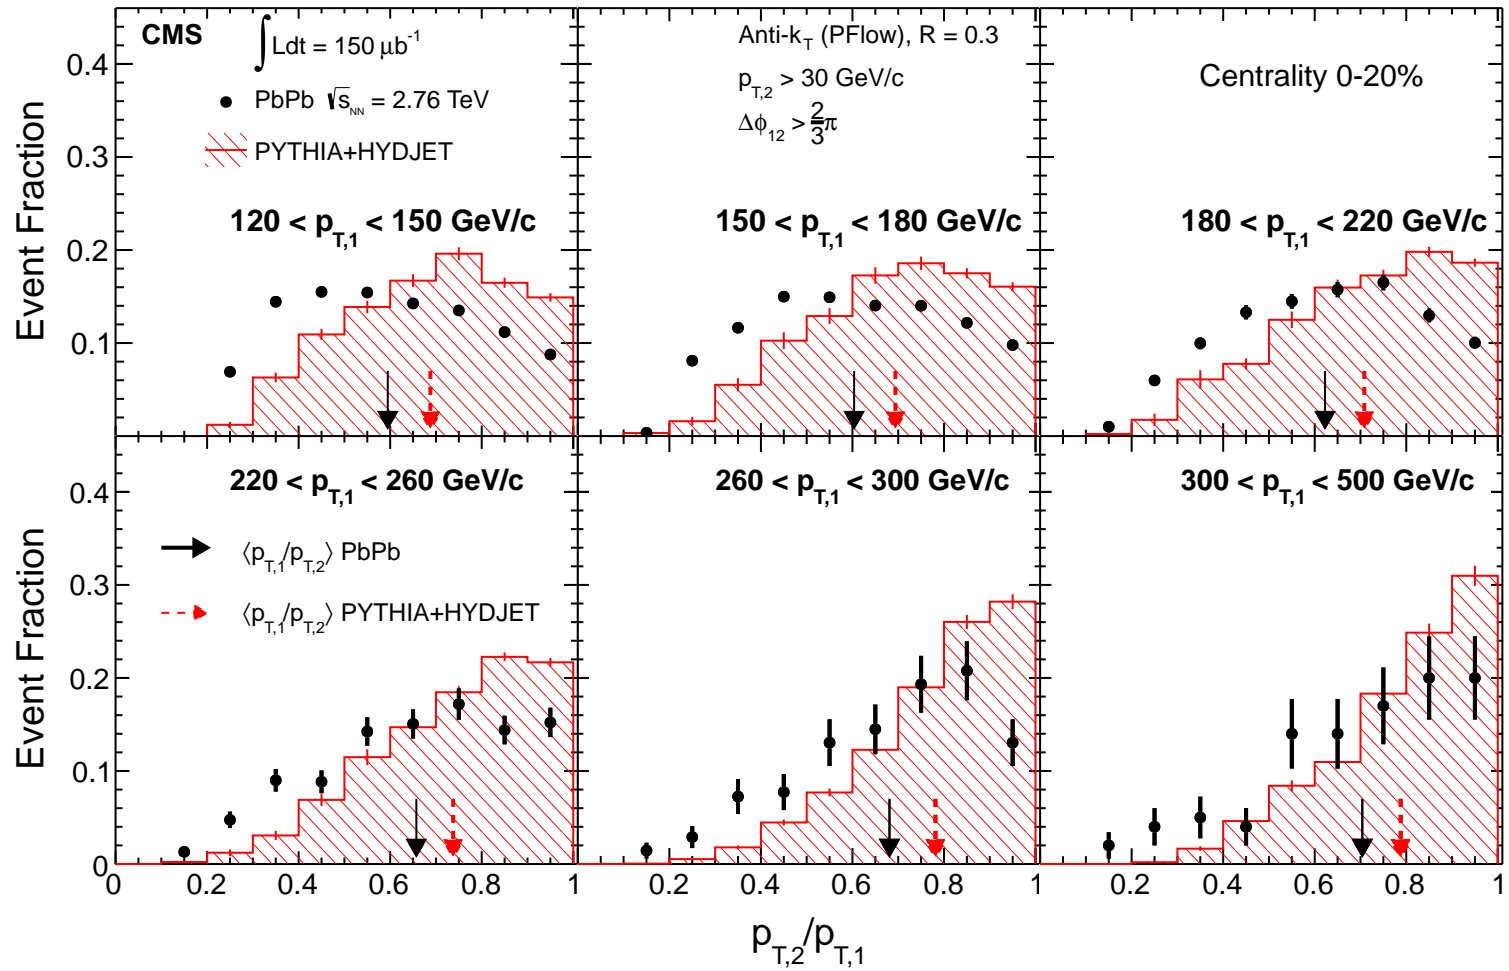 CMS
∫Ldt = 150 μb⁻¹
PbPb √s_NN = 2.76 TeV
PYTHIA+HYDJET
Anti-k_T (PFlow), R = 0.3
p_T,2 > 30 GeV/c
Δϕ_12 > 2/3 π
Centrality 0-20%
120 < p_T,1 < 150 GeV/c
150 < p_T,1 < 180 GeV/c
180 < p_T,1 < 220 GeV/c
Event Fraction
0.4
0.3
0.2
0.1
220 < p_T,1 < 260 GeV/c
260 < p_T,1 < 300 GeV/c
300 < p_T,1 < 500 GeV/c
⟨p_T,1/p_T,2⟩ PbPb
⟨p_T,1/p_T,2⟩ PYTHIA+HYDJET
Event Fraction
0.4
0.3
0.2
0.1
0
0 0.2 0.4 0.6 0.8 1
0.2 0.4 0.6 0.8 1
0.2 0.4 0.6 0.8 1
p_T,2/p_T,1